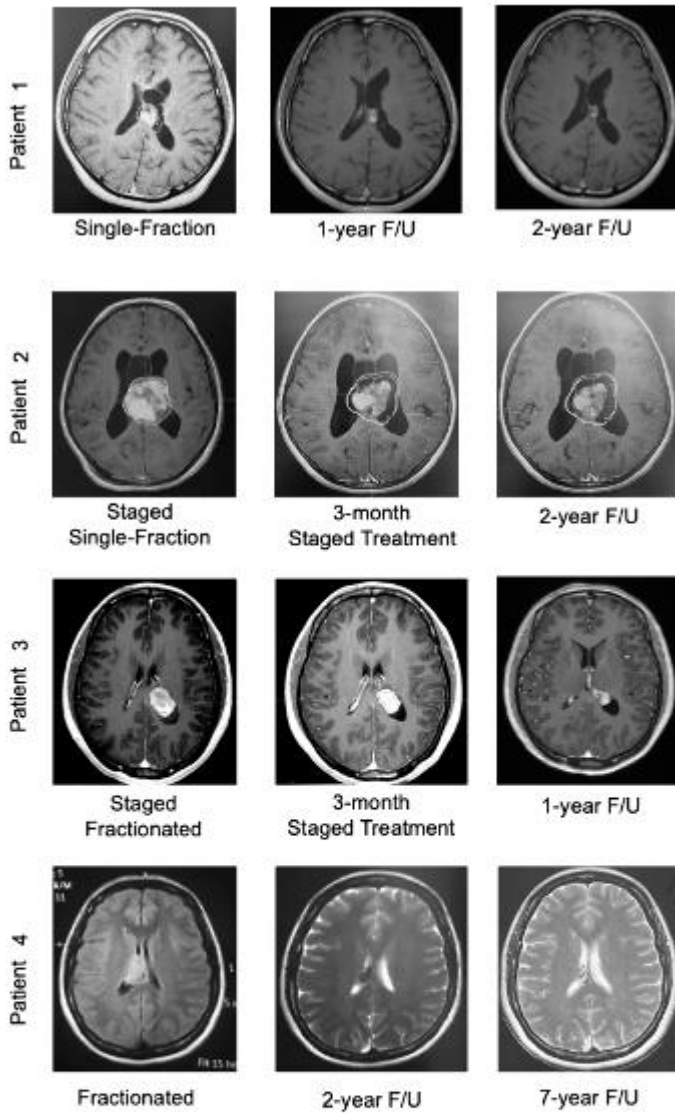 Patient 1
Single-Fraction
1-year F/U
2-year F/U
Patient 2
Staged
Single-Fraction
3-month
Staged Treatment
2-year F/U
Patient 3
Staged
Fractionated
3-month
Staged Treatment
1-year F/U
Patient 4
11
Fractionated
2-year F/U
7-year F/U